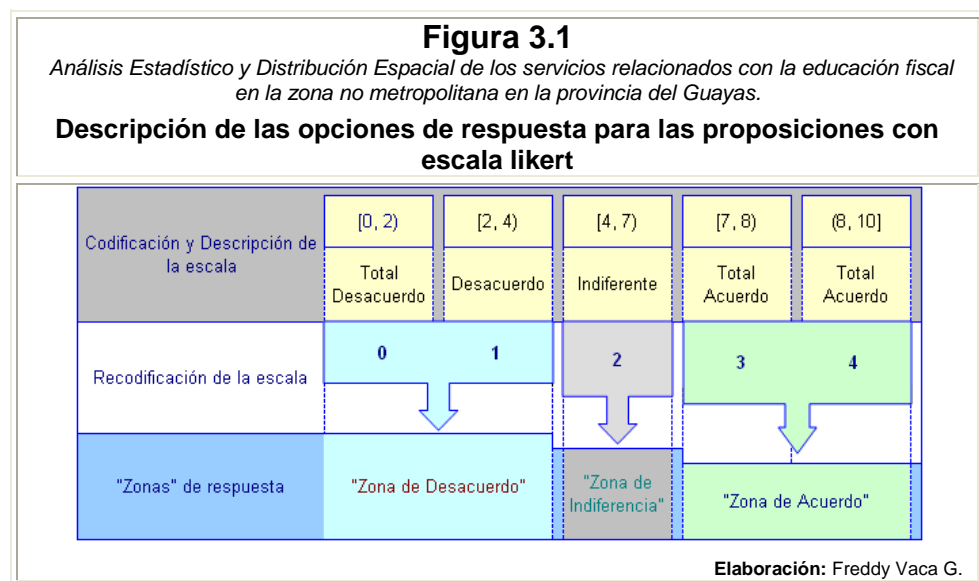 Figura 3.1
Análisis Estadístico y Distribución Espacial de los servicios relacionados con la educación fiscal
en la zona no metropolitana en la provincia del Guayas.
Descripción de las opciones de respuesta para las proposiciones con
escala likert
Codificación y Descripción de
la escala
[0, 2)
[2, 4)
[4, 7)
[7, 8)
(8, 10]
Total
Desacuerdo
Desacuerdo
Indiferente
Total
Acuerdo
Total
Acuerdo
Recodificación de la escala
0
1
2
3
4
"Zonas" de respuesta
"Zona de Desacuerdo"
"Zona de
Indiferencia"
"Zona de Acuerdo"
Elaboración: Freddy Vaca G.